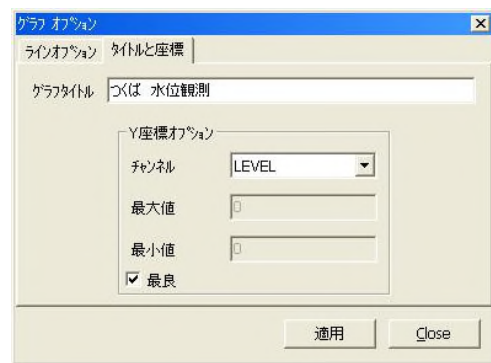 グラフ オプション
ラインオプション タイトルと座標
グラフタイトル つくば 水位観測
Y座標オプション
チャンネル LEVEL
最大値 0
最小値 0
最良
適用 Close